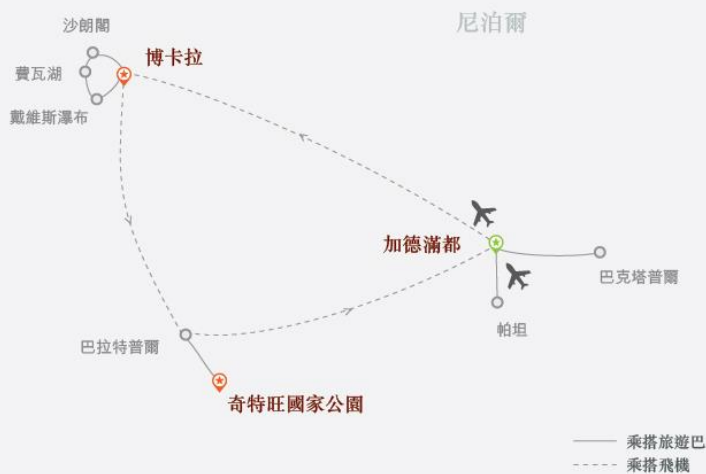 尼泊爾
沙朗閣
博卡拉
費瓦湖
戴維斯瀑布
加德滿都
巴克塔普爾
帕坦
巴拉特普爾
奇特旺國家公園
乘搭旅遊巴
乘搭飛機